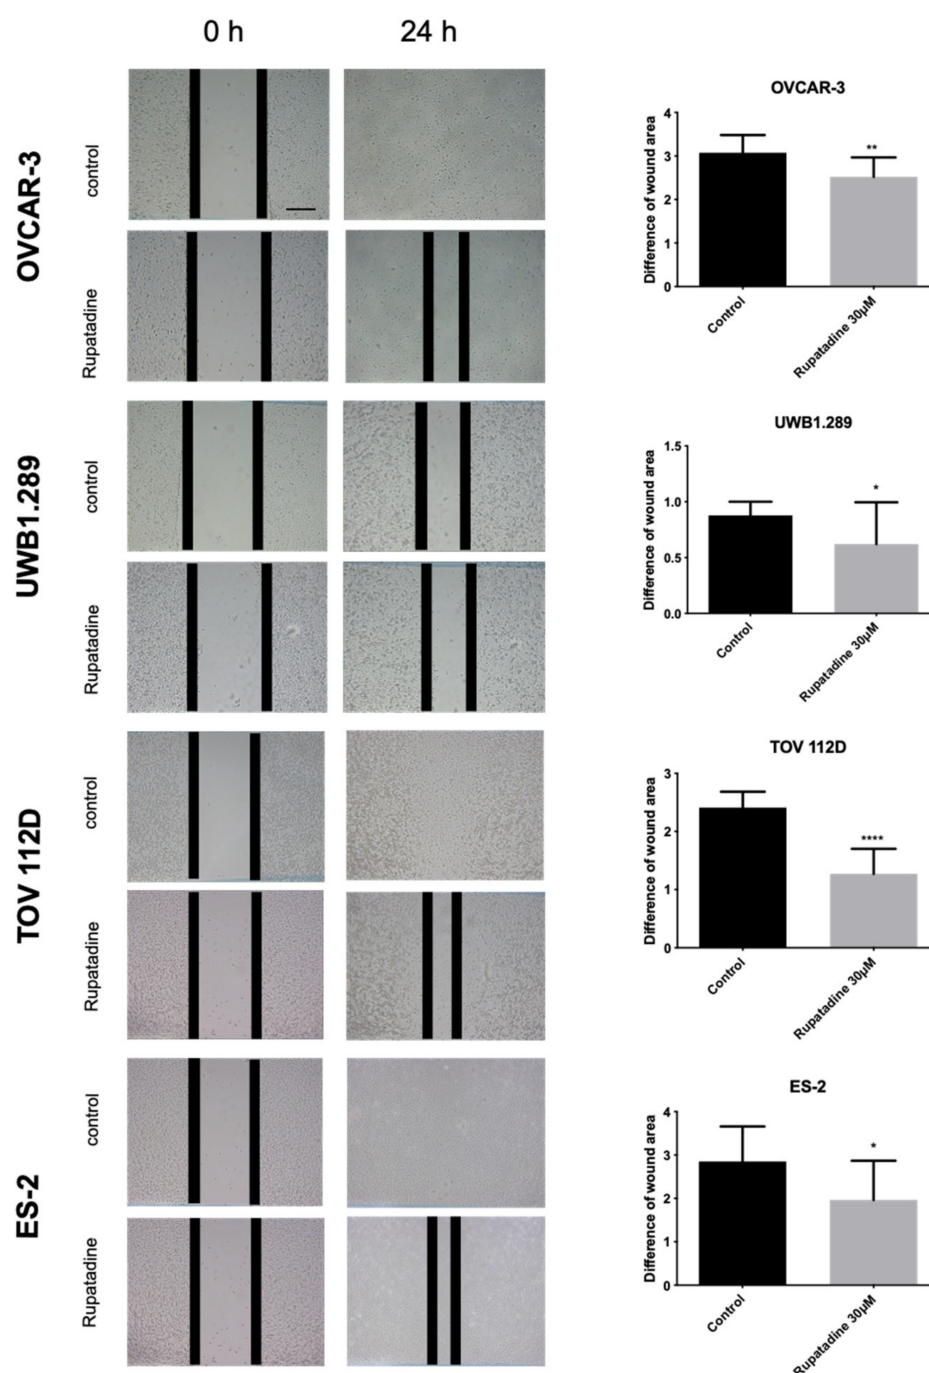 0 h
24 h
OVCAR-3
control
Rupatadine
OVCAR-3
Difference of wound area
4
3
2
1
0
**
Control
Rupatadine 30µM
UWB1.289
control
Rupatadine
UWB1.289
Difference of wound area
1.5
1.0
0.5
0.0
*
Control
Rupatadine 30µM
TOV 112D
control
Rupatadine
TOV 112D
Difference of wound area
3
2
1
0
****
Control
Rupatadine 30µM
ES-2
control
Rupatadine
ES-2
Difference of wound area
4
3
2
1
0
*
Control
Rupatadine 30µM